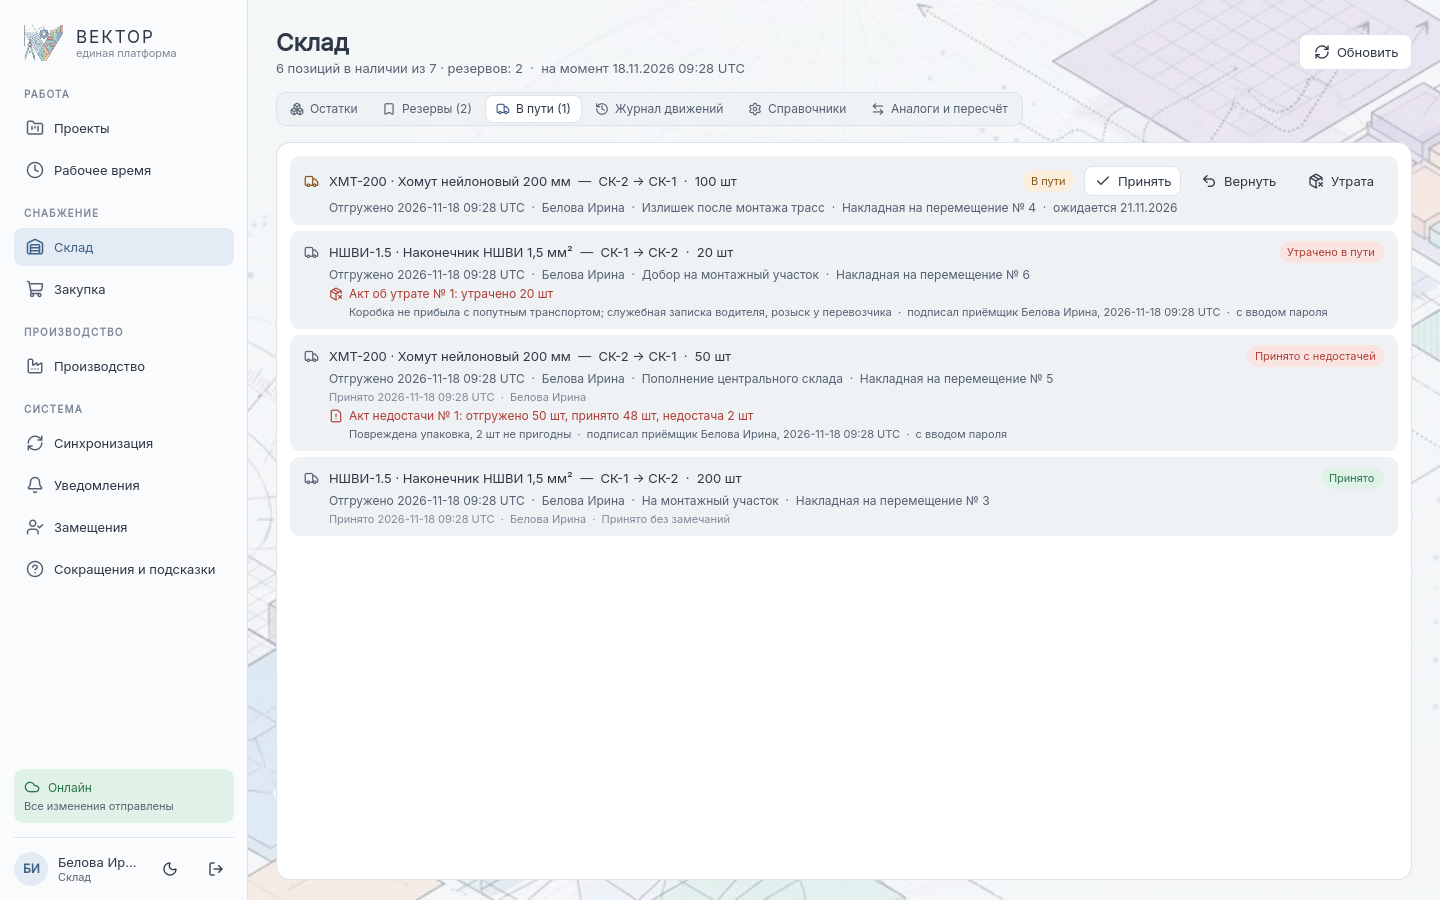 ВЕКТОР
единая платформа
РАБОТА
Проекты
Рабочее время
СНАБЖЕНИЕ
Склад
Закупка
ПРОИЗВОДСТВО
Производство
СИСТЕМА
Синхронизация
Уведомления
Замещения
Сокращения и подсказки
Онлайн
Все изменения отправлены
БИ
Белова Ир...
Склад
Склад
6 позиций в наличии из 7 · резервов: 2 · на момент 18.11.2026 09:28 UTC
Обновить
Остатки
Резервы (2)
В пути (1)
Журнал движений
Справочники
Аналоги и пересчёт
ХМТ-200 · Хомут нейлоновый 200 мм — СК-2 → СК-1 · 100 шт
В пути
Принять
Вернуть
Утрата
Отгружено 2026-11-18 09:28 UTC · Белова Ирина · Излишек после монтажа трасс · Накладная на перемещение № 4 · ожидается 21.11.2026
НШВИ-1.5 · Наконечник НШВИ 1,5 мм² — СК-1 → СК-2 · 20 шт
Утрачено в пути
Отгружено 2026-11-18 09:28 UTC · Белова Ирина · Добор на монтажный участок · Накладная на перемещение № 6
Акт об утрате № 1: утрачено 20 шт
Коробка не прибыла с попутным транспортом; служебная записка водителя, розыск у перевозчика · подписал приёмщик Белова Ирина, 2026-11-18 09:28 UTC · с вводом пароля
ХМТ-200 · Хомут нейлоновый 200 мм — СК-2 → СК-1 · 50 шт
Принято с недостачей
Отгружено 2026-11-18 09:28 UTC · Белова Ирина · Пополнение центрального склада · Накладная на перемещение № 5
Принято 2026-11-18 09:28 UTC · Белова Ирина
Акт недостачи № 1: отгружено 50 шт, принято 48 шт, недостача 2 шт
Повреждена упаковка, 2 шт не пригодны · подписал приёмщик Белова Ирина, 2026-11-18 09:28 UTC · с вводом пароля
НШВИ-1.5 · Наконечник НШВИ 1,5 мм² — СК-1 → СК-2 · 200 шт
Принято
Отгружено 2026-11-18 09:28 UTC · Белова Ирина · На монтажный участок · Накладная на перемещение № 3
Принято 2026-11-18 09:28 UTC · Белова Ирина · Принято без замечаний